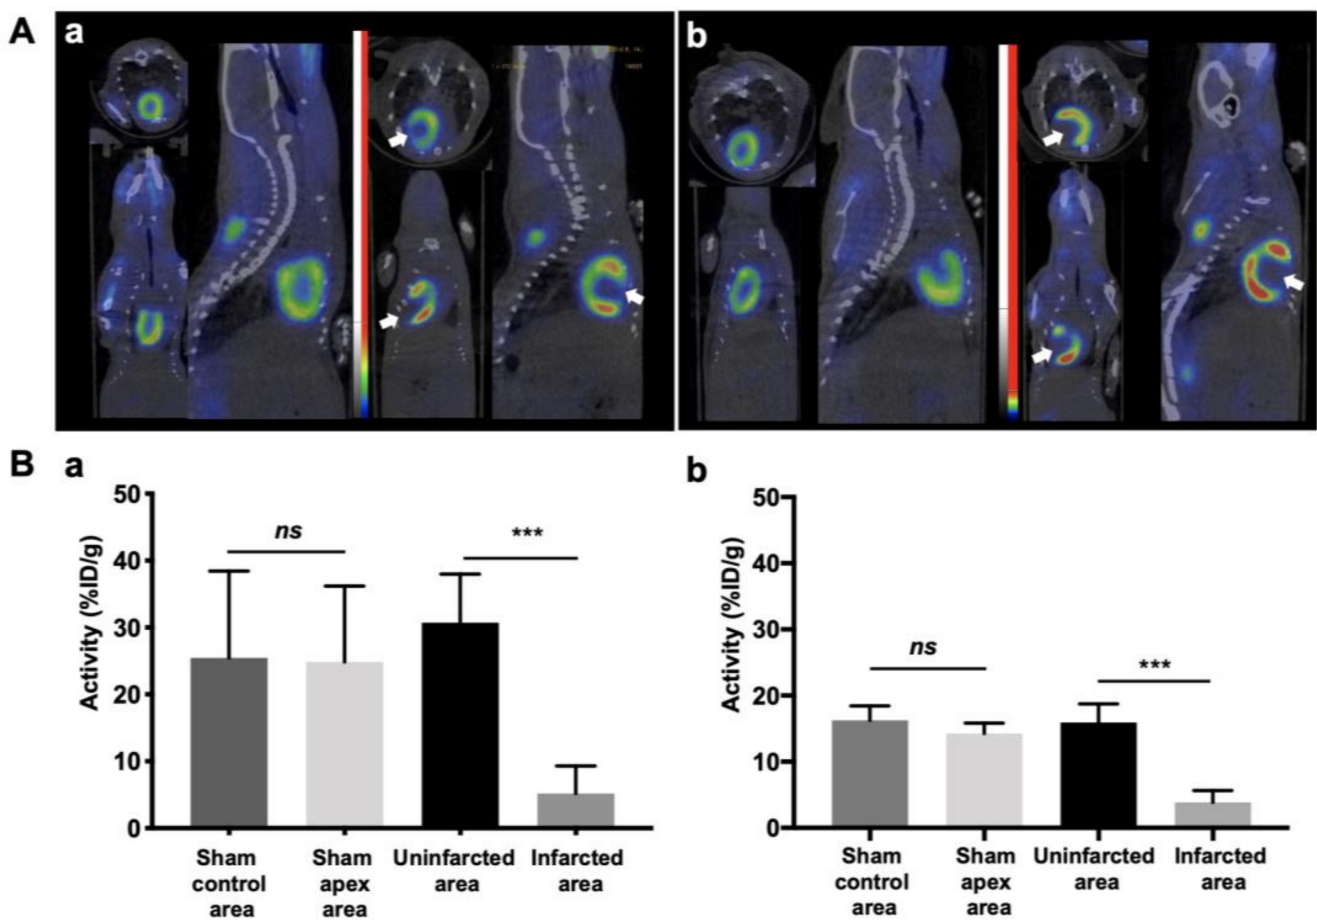 A
a
b
B
a
b
50
40
30
20
10
0
Activity (%ID/g)
ns
***
Sham
control
area
Sham
apex
area
Uninfarcted
area
Infarcted
area
50
40
30
20
10
0
Activity (%ID/g)
ns
***
Sham
control
area
Sham
apex
area
Uninfarcted
area
Infarcted
area